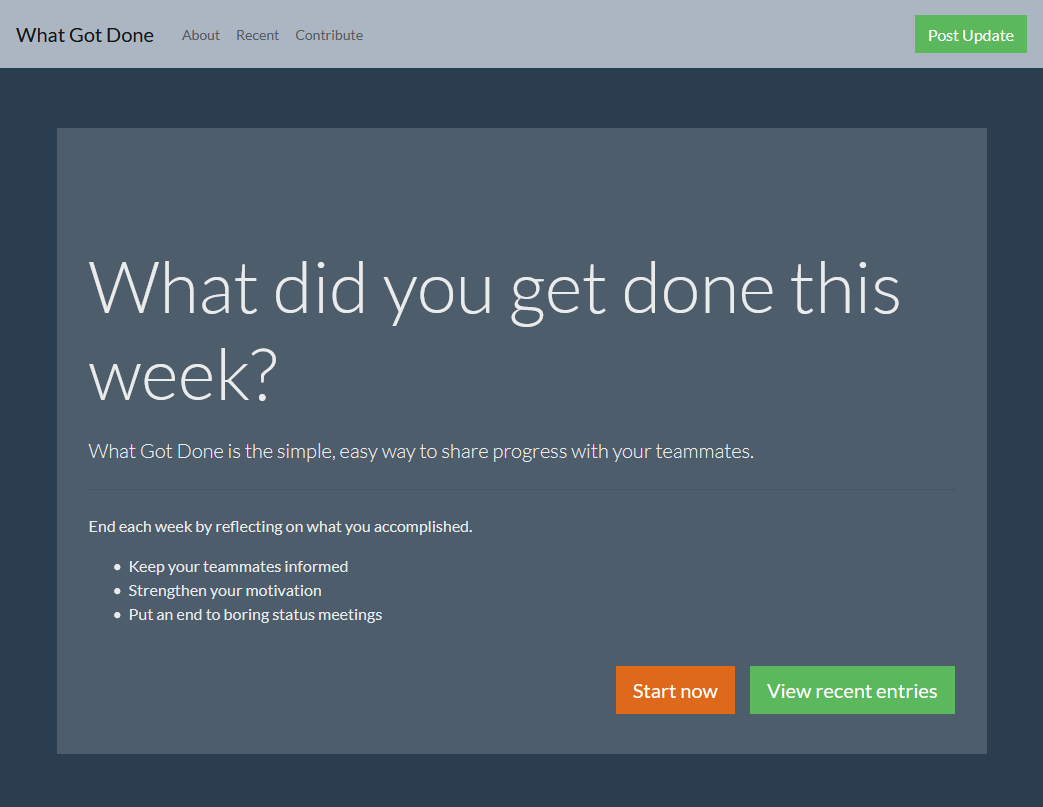 What Got Done About Recent Contribute Post Update
What did you get done this
week?
What Got Done is the simple, easy way to share progress with your teammates.
End each week by reflecting on what you accomplished.
Keep your teammates informed
Strengthen your motivation
Put an end to boring status meetings
Start now View recent entries